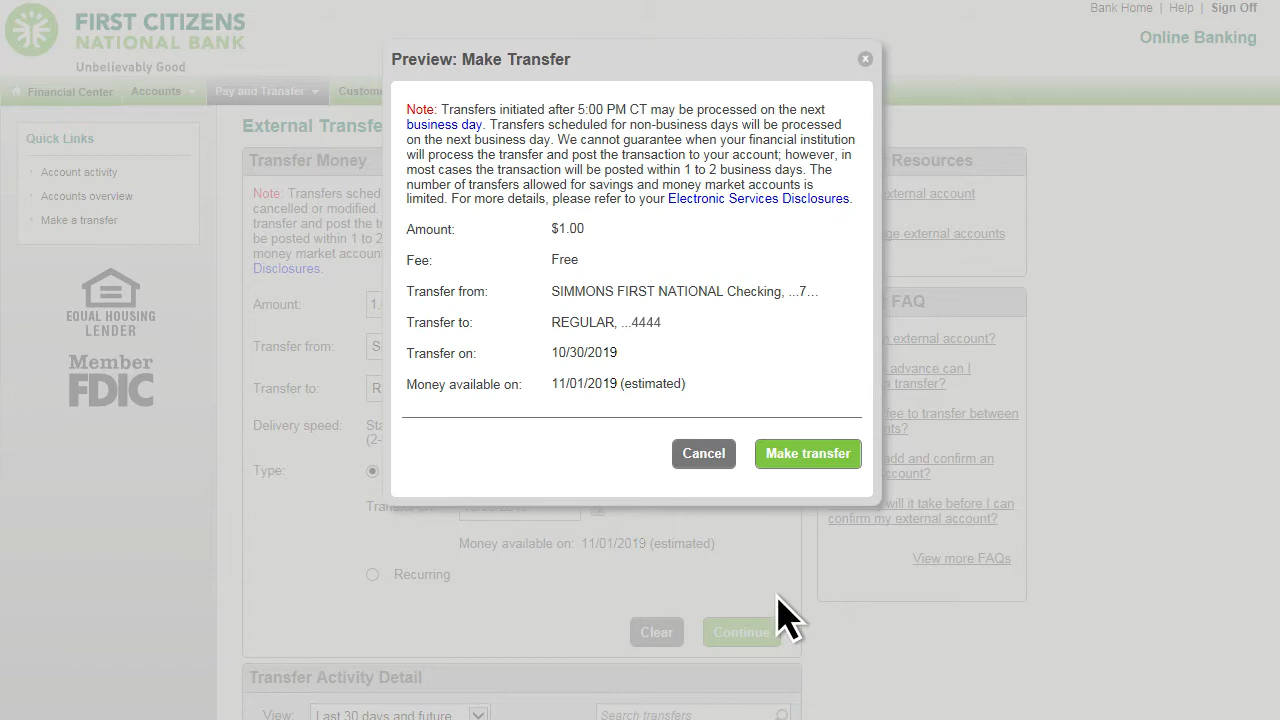 FIRST CITIZENS
NATIONAL BANK
Unbelievably Good
Bank Home | Help | Sign Off
Online Banking
Financial Center Accounts Pay and Transfer
Quick Links
Account activity
Accounts overview
Make a transfer
EQUAL HOUSING
LENDER
Member
FDIC
External
Transfer Money
Note: Transfers
cancelled or modified.
transfer and post the
be posted within 1 to 2
money market
Disclosures.
Amount:
Transfer from:
Transfer to:
Delivery speed:
Type:
Money available on: 11/01/2019 (estimated)
Recurring
Clear Continue
Transfer Activity Detail
View: Last 30 days and future Search transfers
Preview: Make Transfer
Note: Transfers initiated after 5:00 PM CT may be processed on the next
business day. Transfers scheduled for non-business days will be processed
on the next business day. We cannot guarantee when your financial institution
will process the transfer and post the transaction to your account; however, in
most cases the transaction will be posted within 1 to 2 business days. The
number of transfers allowed for savings and money market accounts is
limited. For more details, please refer to your Electronic Services Disclosures.
Amount: $1.00
Fee: Free
Transfer from: SIMMONS FIRST NATIONAL Checking, ...7...
Transfer to: REGULAR, ...4444
Transfer on: 10/30/2019
Money available on: 11/01/2019 (estimated)
Cancel Make transfer
Resources
external account
external accounts
FAQ
external account?
advance can I
a transfer?
fee to transfer between
add and confirm an
account?
will it take before I can
confirm my external account?
View more FAQs